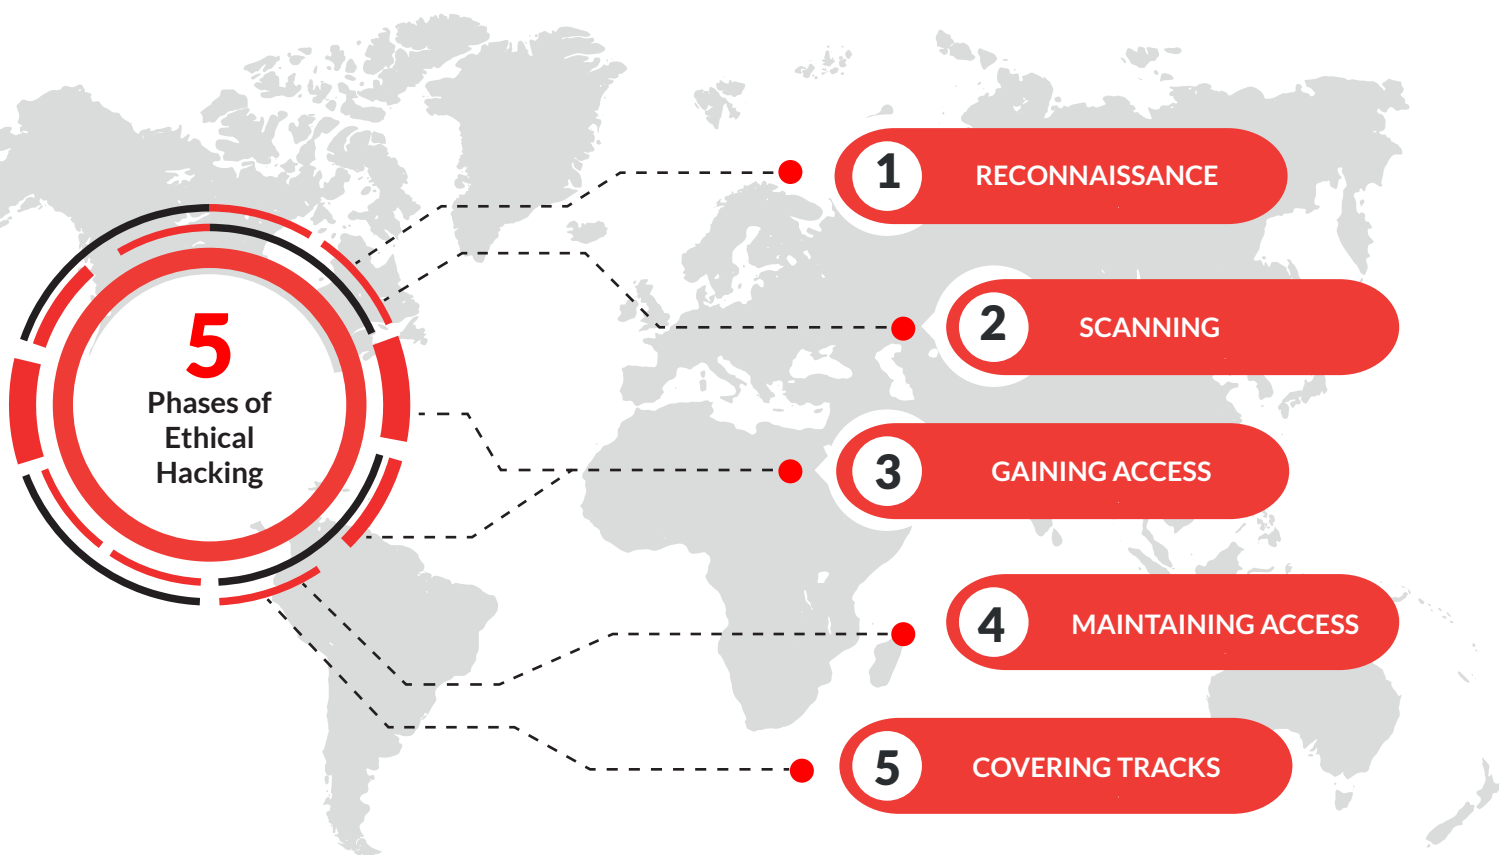 5
Phases of
Ethical
Hacking
1 RECONNAISSANCE
2 SCANNING
3 GAINING ACCESS
4 MAINTAINING ACCESS
5 COVERING TRACKS